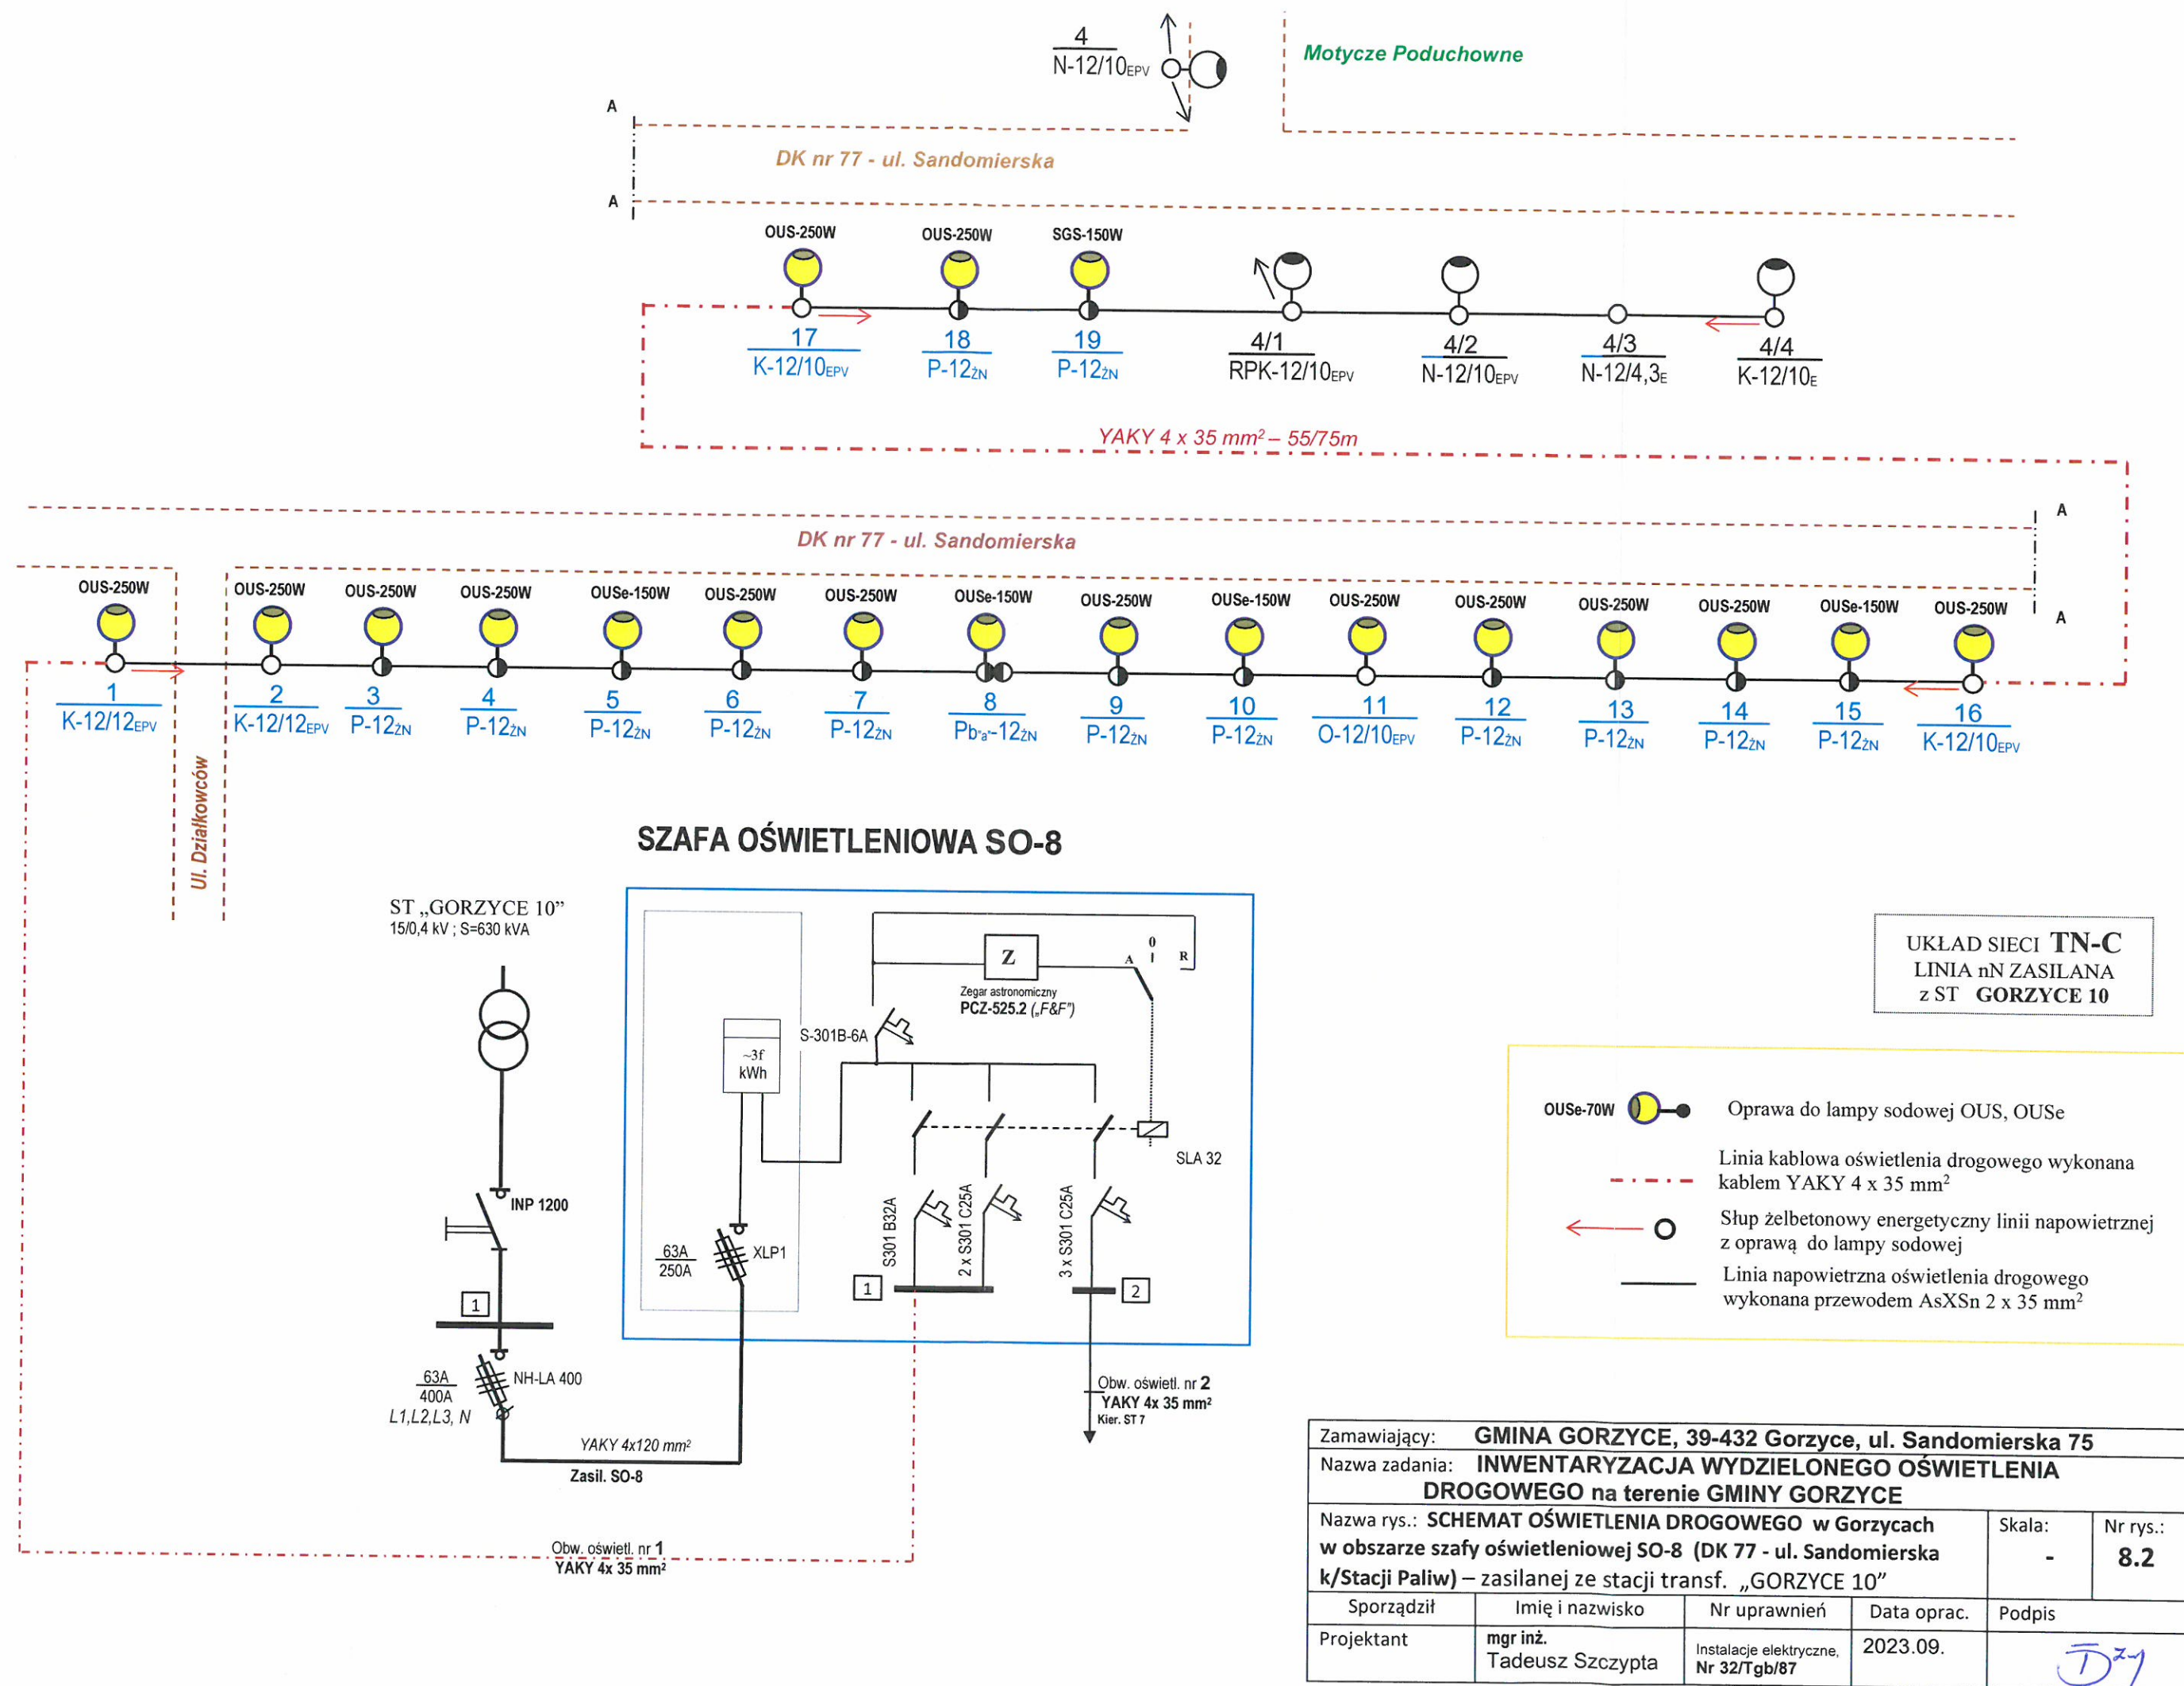 4
N-12/10EPV
Motycze Poduchowne
A
DK nr 77 - ul. Sandomierska
A
OUS-250W OUS-250W SGS-150W
17 18 19 4/1 4/2 4/3 4/4
K-12/10EPV P-12ŻN P-12ŻN RPK-12/10EPV N-12/10EPV N-12/4,3E K-12/10E
YAKY 4 x 35 mm² – 55/75m
A
DK nr 77 - ul. Sandomierska
A
OUS-250W OUS-250W OUS-250W OUS-250W OUSe-150W OUS-250W OUS-250W OUSe-150W OUS-250W OUSe-150W OUS-250W OUS-250W OUS-250W OUS-250W OUSe-150W OUS-250W
1 2 3 4 5 6 7 8 9 10 11 12 13 14 15 16
K-12/12EPV K-12/12EPV P-12ŻN P-12ŻN P-12ŻN P-12ŻN P-12ŻN Pb"a"-12ŻN P-12ŻN P-12ŻN O-12/10EPV P-12ŻN P-12ŻN P-12ŻN P-12ŻN K-12/10EPV
Ul. Działkowców
SZAFA OŚWIETLENIOWA SO-8
ST „GORZYCE 10”
15/0,4 kV ; S=630 kVA
INP 1200
1
63A
400A
NH-LA 400
L1,L2,L3, N
YAKY 4x120 mm²
Zasil. SO-8
~3f
kWh
63A
250A
XLP1
S-301B-6A
Z
Zegar astronomiczny
PCZ-525.2 („F&F”)
A 0 R
SLA 32
S301 B32A
2 x S301 C25A
3 x S301 C25A
1
2
Obw. oświetl. nr 2
YAKY 4x 35 mm²
Kier. ST 7
Obw. oświetl. nr 1
YAKY 4x 35 mm²
UKŁAD SIECI TN-C
LINIA nN ZASILANA
z ST GORZYCE 10
OUSe-70W Oprawa do lampy sodowej OUS, OUSe
Linia kablowa oświetlenia drogowego wykonana
kablem YAKY 4 x 35 mm²
Słup żelbetonowy energetyczny linii napowietrznej
z oprawą do lampy sodowej
Linia napowietrzna oświetlenia drogowego
wykonana przewodem AsXSn 2 x 35 mm²
Zamawiający: GMINA GORZYCE, 39-432 Gorzyce, ul. Sandomierska 75
Nazwa zadania: INWENTARYZACJA WYDZIELONEGO OŚWIETLENIA
DROGOWEGO na terenie GMINY GORZYCE
Nazwa rys.: SCHEMAT OŚWIETLENIA DROGOWEGO w Gorzycach
w obszarze szafy oświetleniowej SO-8 (DK 77 - ul. Sandomierska
k/Stacji Paliw) – zasilanej ze stacji transf. „GORZYCE 10”
Skala:
-
Nr rys.:
8.2
Sporządził Imię i nazwisko Nr uprawnień Data oprac. Podpis
Projektant
mgr inż.
Tadeusz Szczypta
Instalacje elektryczne,
Nr 32/Tgb/87
2023.09.